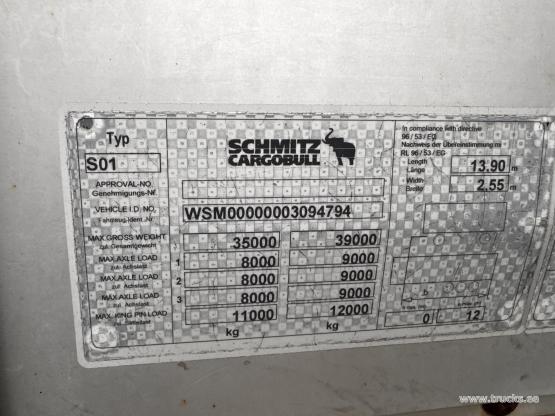 Typ
S01
SCHMITZ
CARGOBULL
In compliance with directive
96 / 53 / EG
Nachweis der Übereinstimmung m
RL 96 / 53 / EG
Length
Länge
13.90 m
Width
Breite
2.55 m
APPROVAL-NO.
Genehmigungs-Nr.
VEHICLE I.D. NO.
Fahrzeug-Ident.-Nr.
WSM00000003094794
MAX.GROSS WEIGHT
zul. Gesamtgewicht
35000 39000
MAX.AXLE LOAD
zul. Achslast
1 8000 9000
MAX.AXLE LOAD
zul. Achslast
2 8000 9000
MAX.AXLE LOAD
zul. Achslast
3 8000 9000
MAX. KING PIN LOAD
11000 12000
kg kg
b
0 / 12
www.trucks.ee